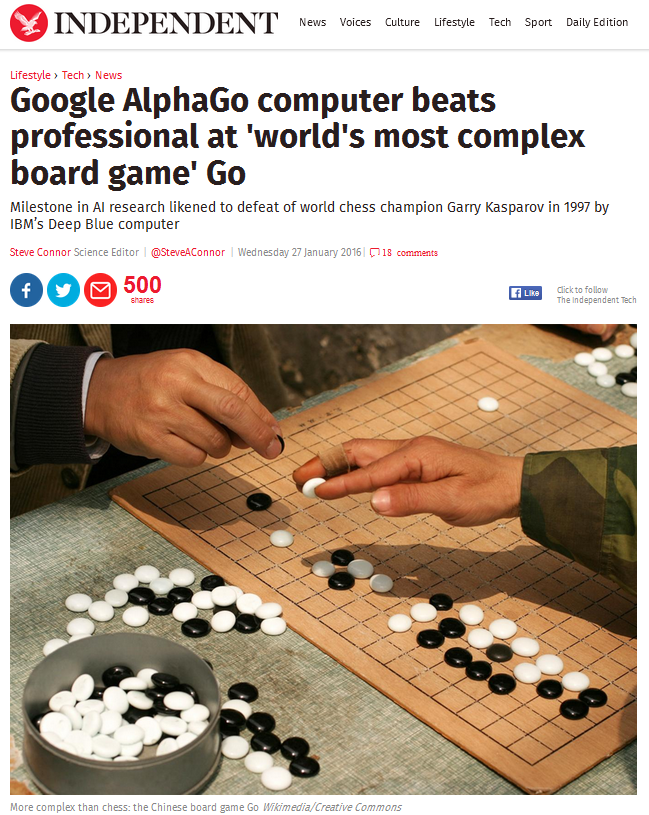 INDEPENDENT
News Voices Culture Lifestyle Tech Sport Daily Edition
Lifestyle › Tech › News
Google AlphaGo computer beats
professional at 'world's most complex
board game' Go
Milestone in AI research likened to defeat of world chess champion Garry Kasparov in 1997 by
IBM's Deep Blue computer
Steve Connor Science Editor | @SteveAConnor | Wednesday 27 January 2016 | 18 comments
500
shares
Like
Click to follow
The Independent Tech
More complex than chess: the Chinese board game Go Wikimedia/Creative Commons